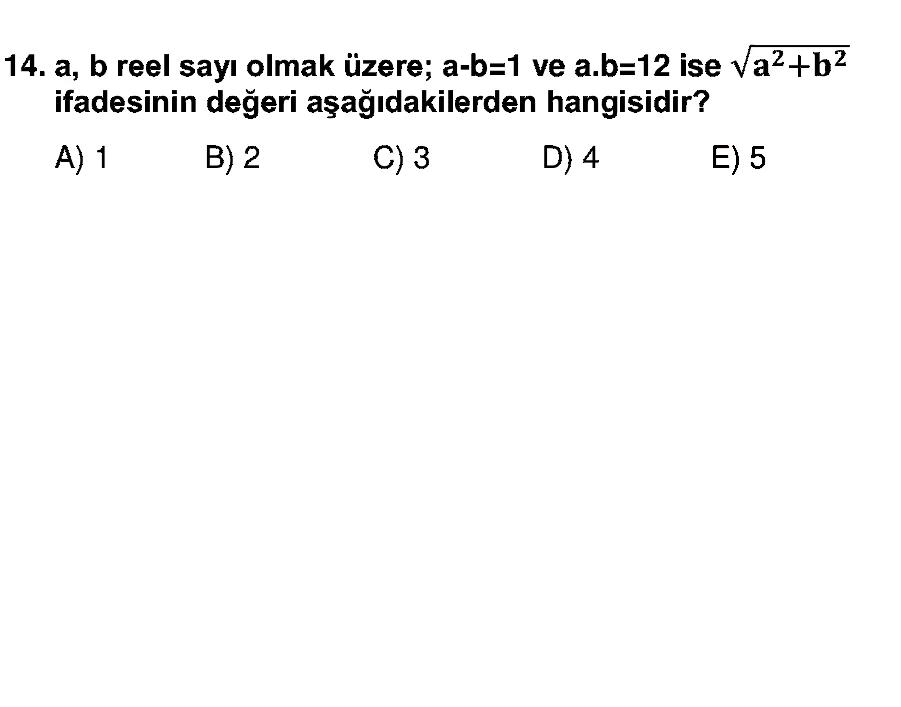 14. a, b reel sayı olmak üzere; a-b=1 ve a.b=12 ise √a²+b²
ifadesinin değeri aşağıdakilerden hangisidir?
A) 1 B) 2 C) 3 D) 4 E) 5